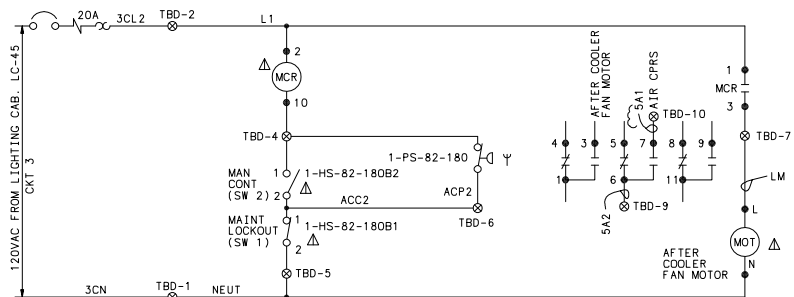 20A
3CL2
TBD-2
L1
120VAC FROM LIGHTING CAB. LC-45
CKT 3
2
MCR
10
TBD-4
1-PS-82-180
MAN
CONT
(SW 2)
1
2
1-HS-82-180B2
ACC2
ACP2
TBD-6
MAINT
LOCKOUT
(SW 1)
1
2
1-HS-82-180B1
TBD-5
3CN
TBD-1
NEUT
AFTER COOLER
FAN MOTOR
5A1
AIR CPRS
TBD-10
4
3
5
7
8
9
1
6
11
5A2
TBD-9
1
MCR
3
TBD-7
LM
L
MOT
N
AFTER
COOLER
FAN MOTOR